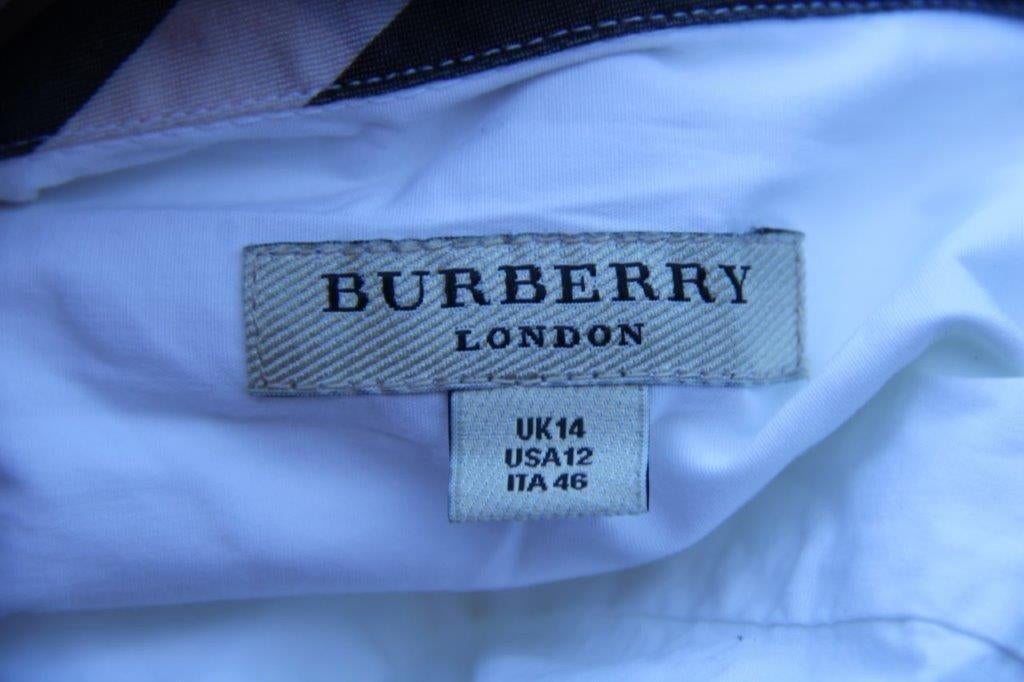 BURBERRY
LONDON
UK14
USA12
ITA 46